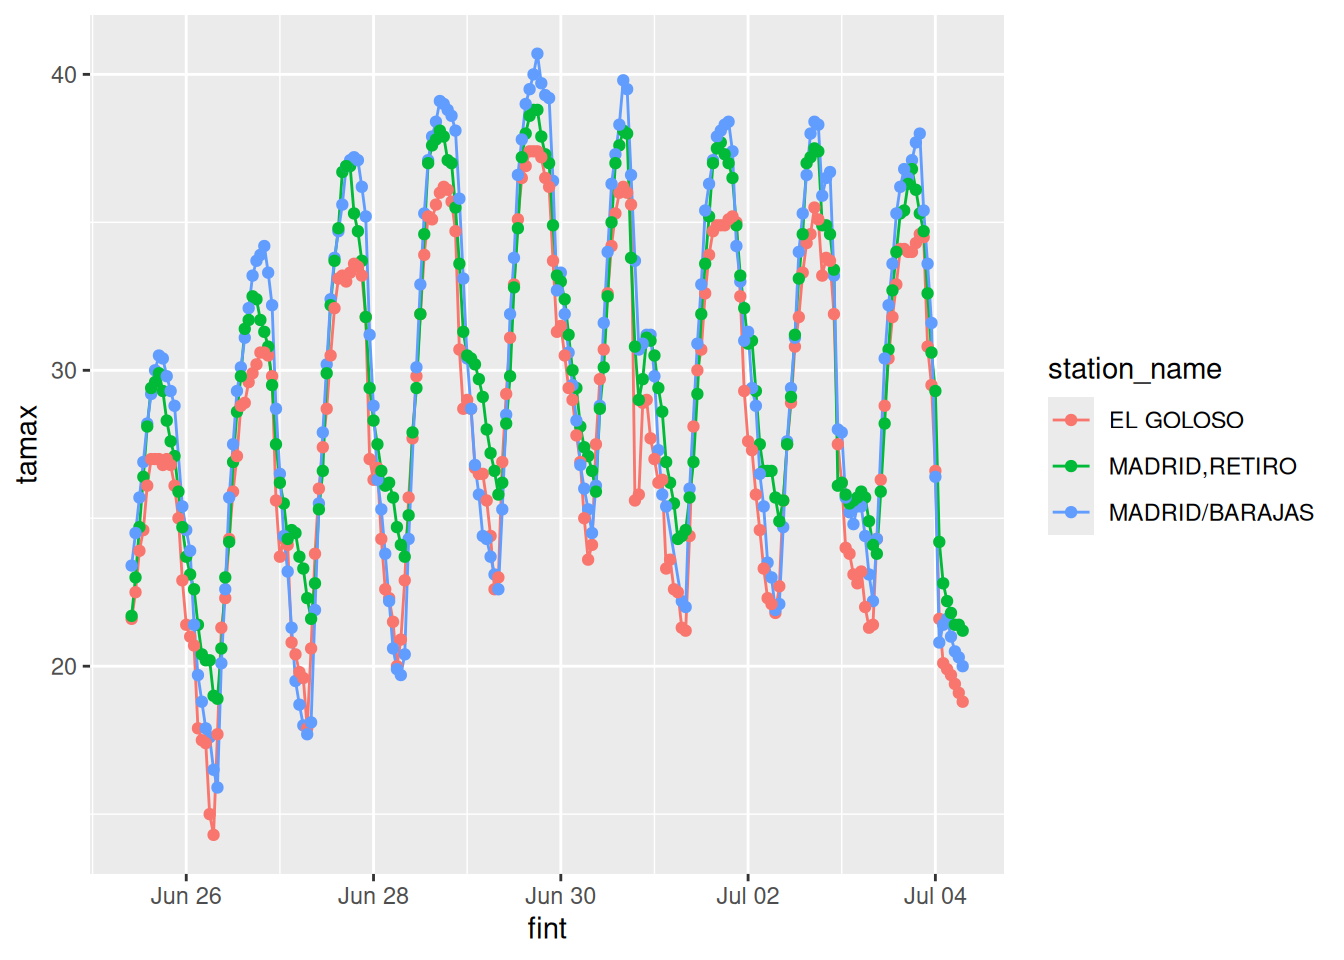 40
30
20
tamax
Jun 26
Jun 28
Jun 30
Jul 02
Jul 04
fint
station_name
EL GOLOSO
MADRID,RETIRO
MADRID/BARAJAS